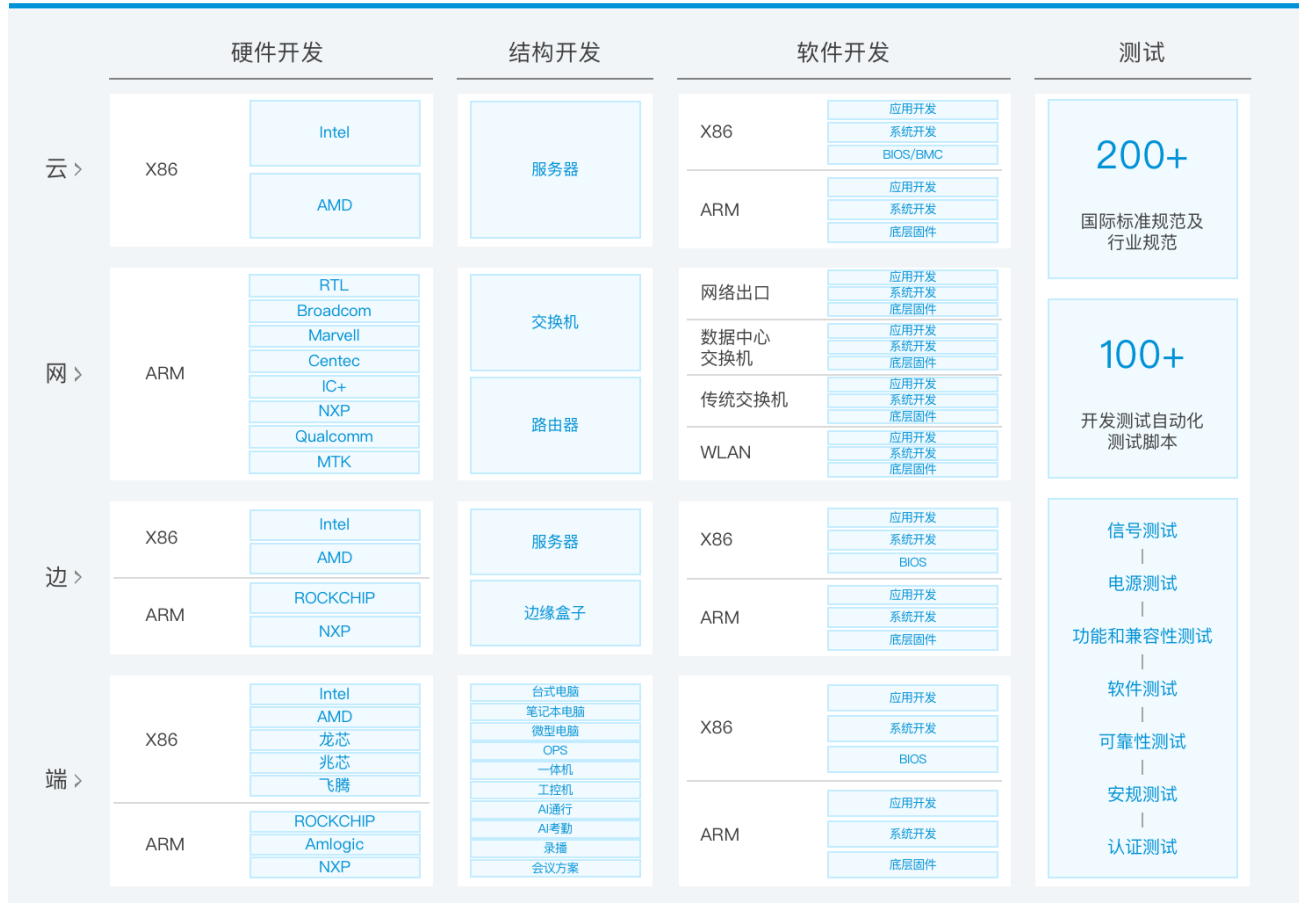 硬件开发
结构开发
软件开发
测试
云
X86
Intel
AMD
服务器
X86
应用开发
系统开发
BIOS/BMC
ARM
应用开发
系统开发
底层固件
网
ARM
RTL
Broadcom
Marvell
Centec
IC+
NXP
Qualcomm
MTK
交换机
路由器
网络出口
应用开发
系统开发
底层固件
数据中心
交换机
应用开发
系统开发
底层固件
传统交换机
应用开发
系统开发
底层固件
WLAN
应用开发
系统开发
底层固件
边
X86
Intel
AMD
ARM
ROCKCHIP
NXP
服务器
边缘盒子
X86
应用开发
系统开发
BIOS
ARM
应用开发
系统开发
底层固件
端
X86
Intel
AMD
龙芯
兆芯
飞腾
ARM
ROCKCHIP
Amlogic
NXP
台式电脑
笔记本电脑
微型电脑
OPS
一体机
工控机
AI通行
AI考勤
录播
会议方案
X86
应用开发
系统开发
BIOS
ARM
应用开发
系统开发
底层固件
200+
国际标准规范及
行业规范
100+
开发测试自动化
测试脚本
信号测试
电源测试
功能和兼容性测试
软件测试
可靠性测试
安规测试
认证测试